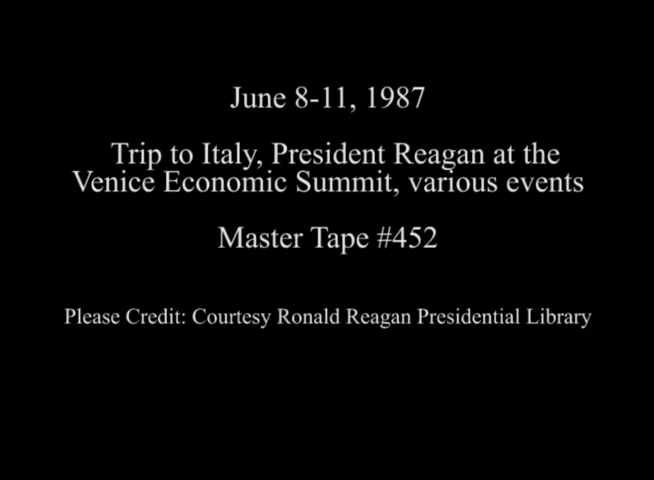 June 8-11, 1987
Trip to Italy, President Reagan at the
Venice Economic Summit, various events
Master Tape #452
Please Credit: Courtesy Ronald Reagan Presidential Library